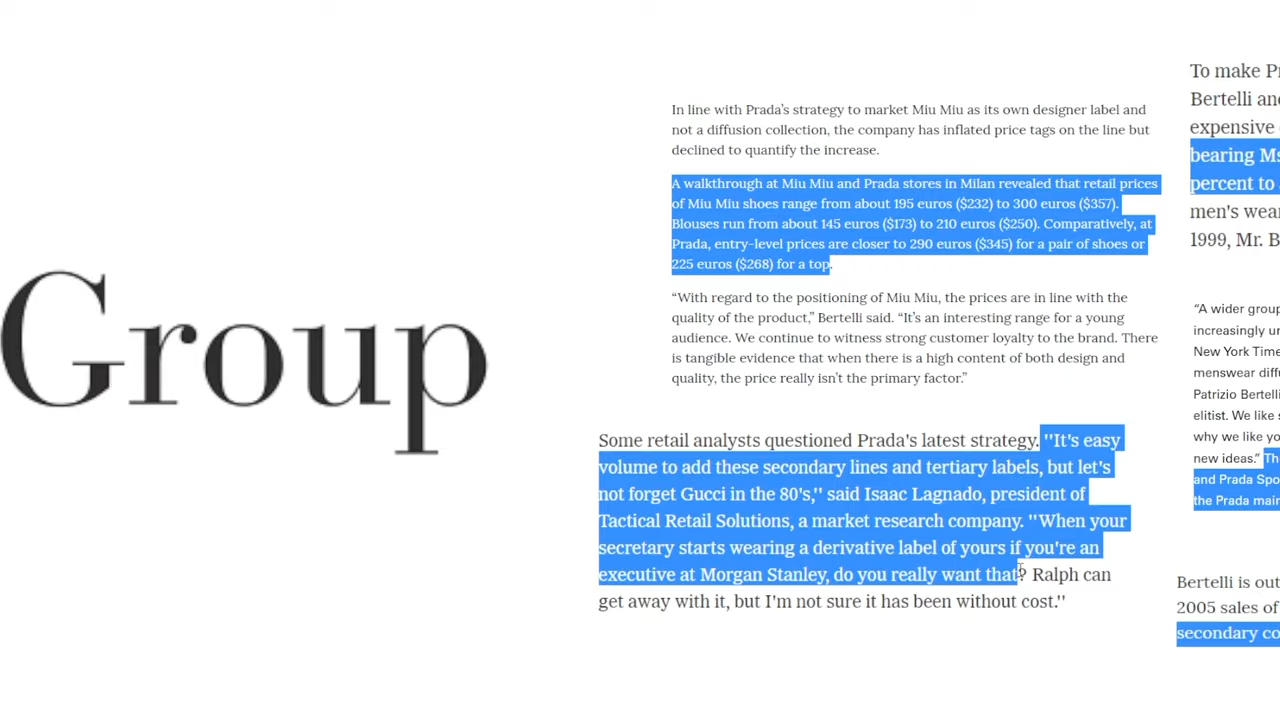 Group
In line with Prada’s strategy to market Miu Miu as its own designer label and
not a diffusion collection, the company has inflated price tags on the line but
declined to quantify the increase.
A walkthrough at Miu Miu and Prada stores in Milan revealed that retail prices
of Miu Miu shoes range from about 195 euros ($232) to 300 euros ($357).
Blouses run from about 145 euros ($173) to 210 euros ($250). Comparatively, at
Prada, entry-level prices are closer to 290 euros ($345) for a pair of shoes or
225 euros ($268) for a top.
“With regard to the positioning of Miu Miu, the prices are in line with the
quality of the product,” Bertelli said. “It’s an interesting range for a young
audience. We continue to witness strong customer loyalty to the brand. There
is tangible evidence that when there is a high content of both design and
quality, the price really isn’t the primary factor.”
Some retail analysts questioned Prada's latest strategy. ''It's easy
volume to add these secondary lines and tertiary labels, but let's
not forget Gucci in the 80's,'' said Isaac Lagnado, president of
Tactical Retail Solutions, a market research company. ''When your
secretary starts wearing a derivative label of yours if you're an
executive at Morgan Stanley, do you really want that? Ralph can
get away with it, but I'm not sure it has been without cost.''
To make P
Bertelli an
expensive
bearing M
percent to
men's wea
1999, Mr. B
“A wider group
increasingly u
New York Time
menswear diff
Patrizio Bertell
elitist. We like
why we like yo
new ideas.” Th
and Prada Spo
the Prada main
Bertelli is out
2005 sales of
secondary co